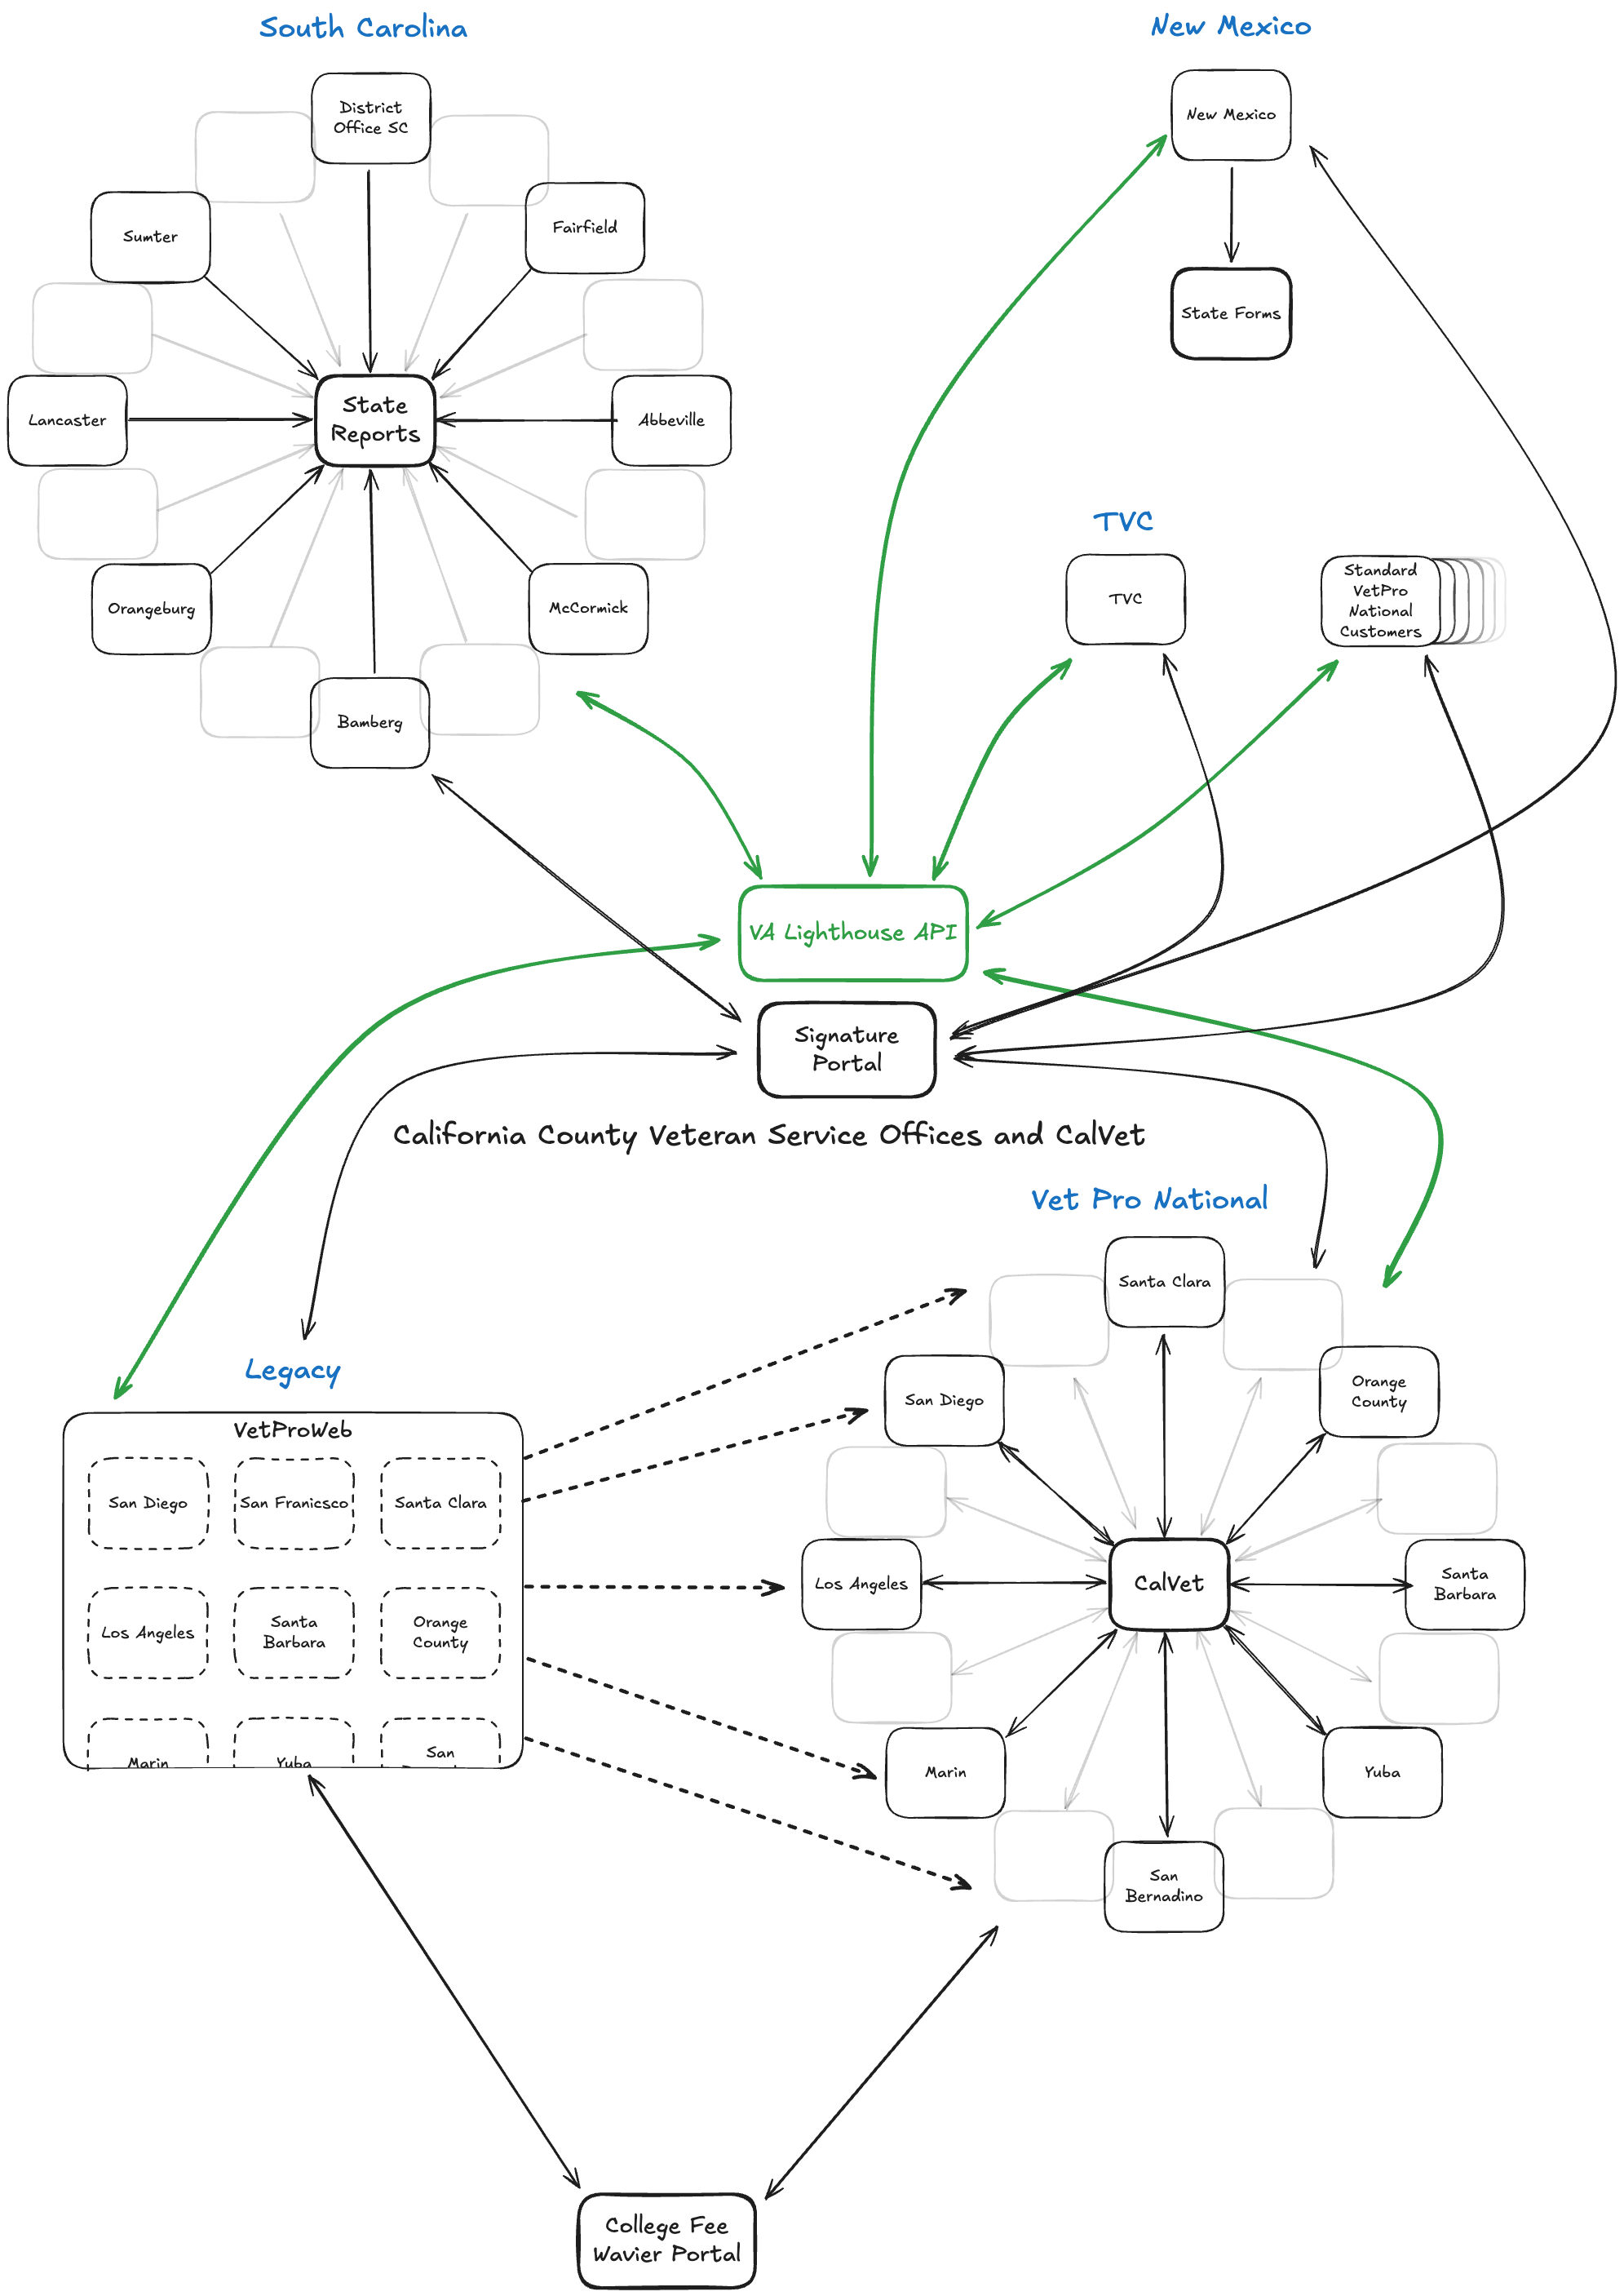 South Carolina
New Mexico
District
Office SC
New Mexico
Sumter
Fairfield
State Forms
Lancaster
State
Reports
Abbeville
TVC
Orangeburg
McCormick
TVC
Standard
VetPro
National
Customers
Bamberg
VA Lighthouse API
Signature
Portal
California County Veteran Service Offices and CalVet
Vet Pro National
Santa Clara
Legacy
San Diego
Orange
County
VetProWeb
San Diego
San Franicsco
Santa Clara
Los Angeles
CalVet
Santa
Barbara
Los Angeles
Santa
Barbara
Orange
County
Marin
Yuba
San
Marin
Yuba
San
Bernadino
College Fee
Wavier Portal